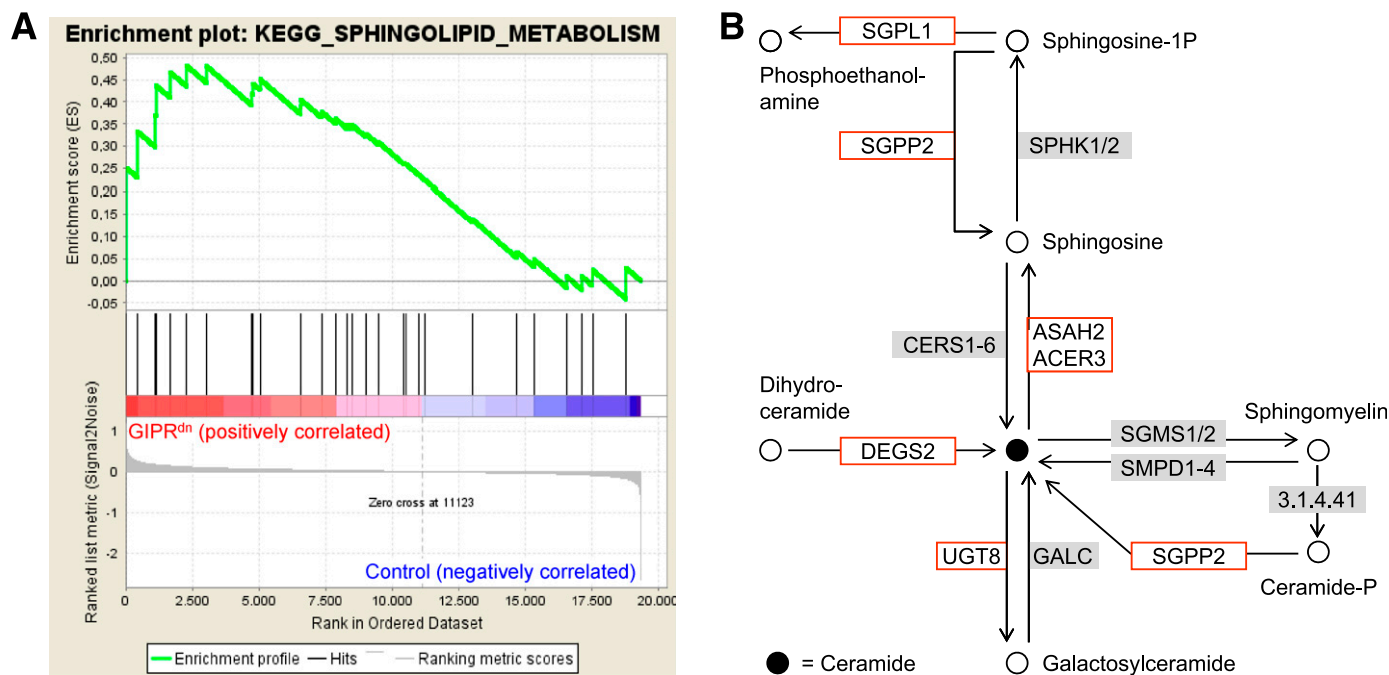 A
Enrichment plot: KEGG_SPHINGOLIPID_METABOLISM
Enrichment score (ES)
0,50
0,45
0,40
0,35
0,30
0,25
0,20
0,15
0,10
0,05
0,00
-0,05
Ranked list metric (Signal2Noise)
GIPRdn (positively correlated)
1
0
-1
-2
Zero cross at 11123
Control (negatively correlated)
0 2.500 5.000 7.500 10.000 12.500 15.000 17.500 20.000
Rank in Ordered Dataset
Enrichment profile Hits Ranking metric scores
B
SGPL1
Sphingosine-1P
Phosphoethanol-
amine
SGPP2
SPHK1/2
Sphingosine
CERS1-6
ASAH2
ACER3
Dihydro-
ceramide
DEGS2
SGMS1/2
Sphingomyelin
SMPD1-4
3.1.4.41
UGT8
GALC
SGPP2
Ceramide-P
= Ceramide
Galactosylceramide